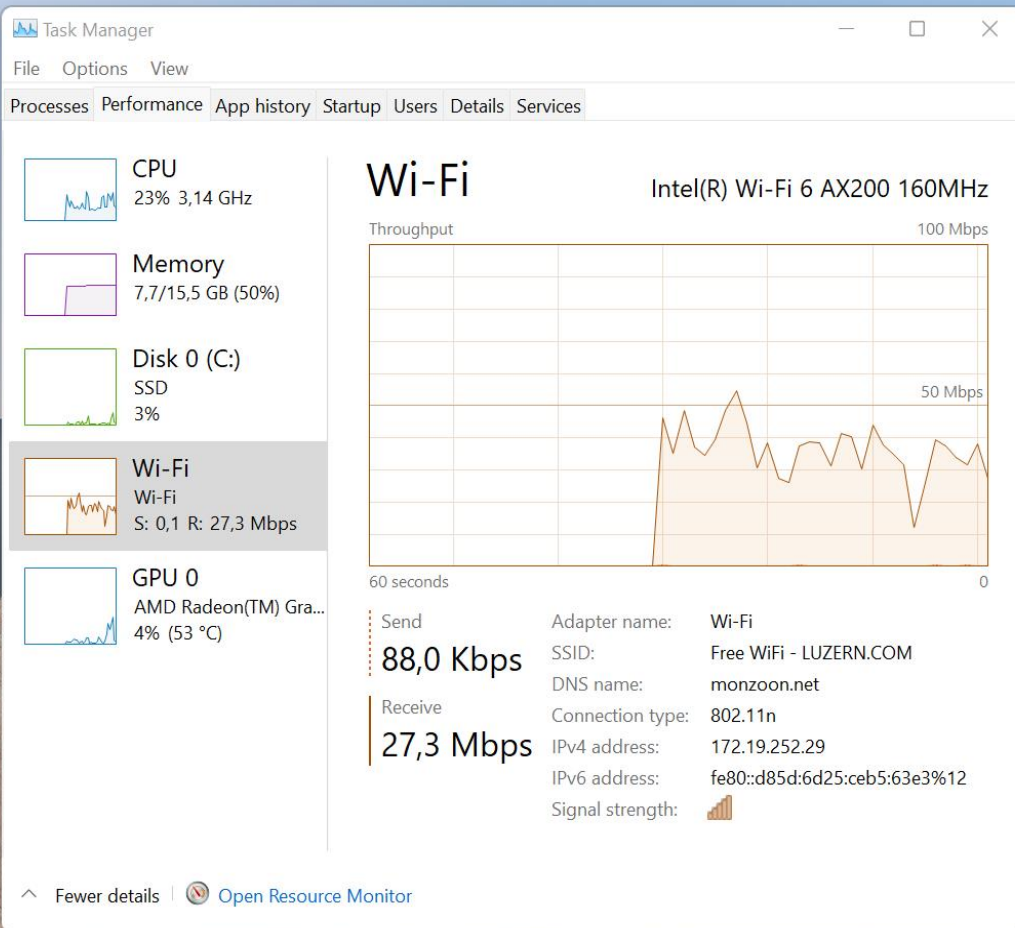 Task Manager
File Options View
Processes Performance App history Startup Users Details Services
CPU
23% 3,14 GHz
Memory
7,7/15,5 GB (50%)
Disk 0 (C:)
SSD
3%
Wi-Fi
Wi-Fi
S: 0,1 R: 27,3 Mbps
GPU 0
AMD Radeon(TM) Gra...
4% (53 °C)
Wi-Fi
Intel(R) Wi-Fi 6 AX200 160MHz
Throughput
100 Mbps
50 Mbps
60 seconds
0
Send
88,0 Kbps
Receive
27,3 Mbps
Adapter name: Wi-Fi
SSID: Free WiFi - LUZERN.COM
DNS name: monzoon.net
Connection type: 802.11n
IPv4 address: 172.19.252.29
IPv6 address: fe80::d85d:6d25:ceb5:63e3%12
Signal strength:
Fewer details
Open Resource Monitor